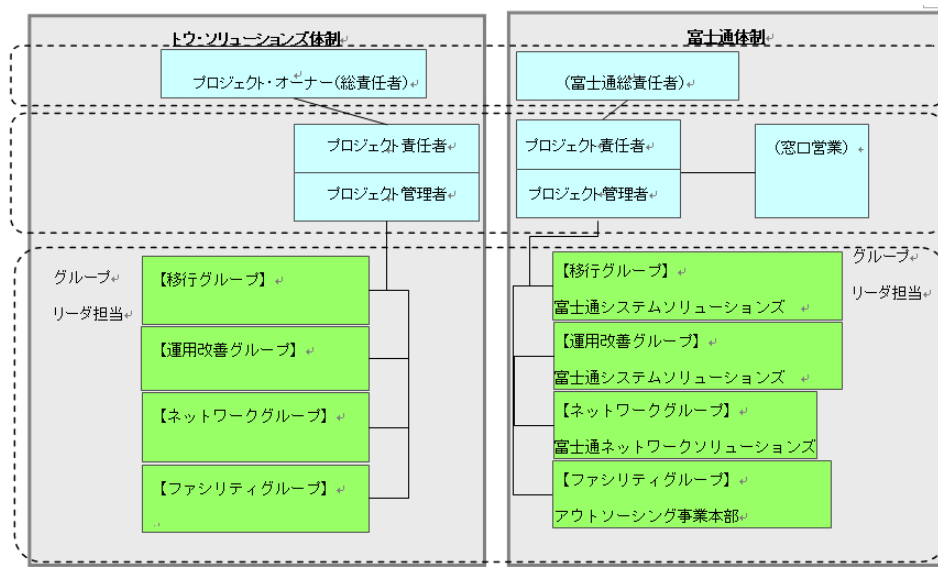 トウ・ソリューションズ体制
プロジェクト・オーナー(総責任者)
プロジェクト責任者
プロジェクト管理者
グループ
リーダ担当
【移行グループ】
【運用改善グループ】
【ネットワークグループ】
【ファシリティグループ】
富士通体制
(富士通総責任者)
プロジェクト責任者
プロジェクト管理者
(窓口営業)
【移行グループ】
富士通システムソリューションズ
【運用改善グループ】
富士通システムソリューションズ
【ネットワークグループ】
富士通ネットワークソリューションズ
【ファシリティグループ】
アウトソーシング事業本部
グループ
リーダ担当